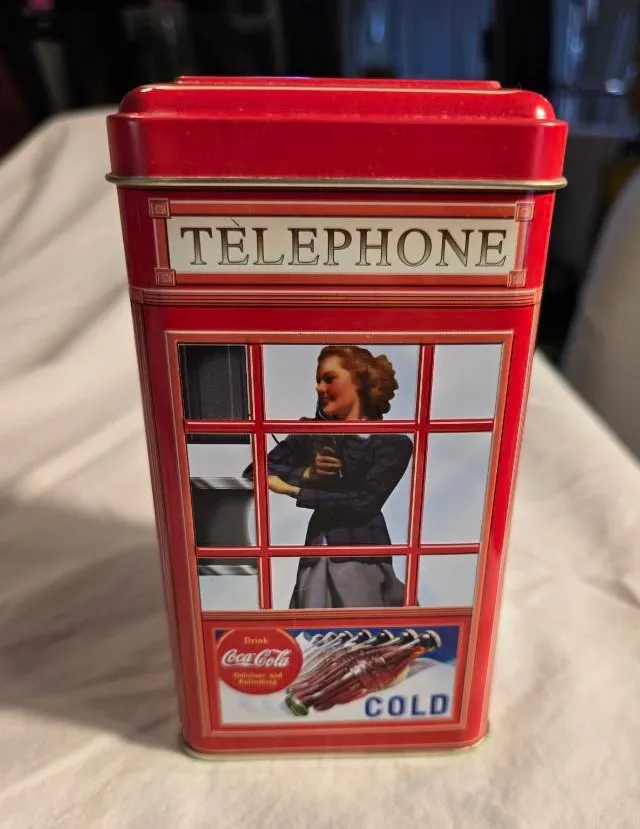 TÈLEPHONE
Drink
Coca-Cola
Delicious and
Refreshing
COLD